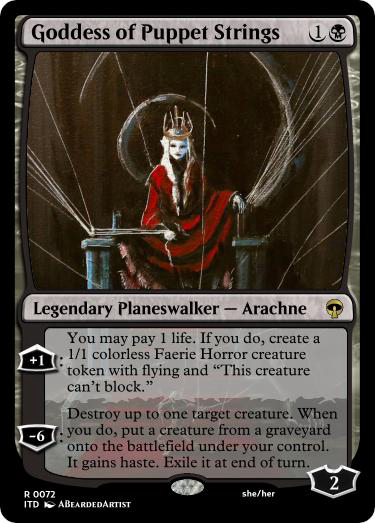 Goddess of Puppet Strings 1
Legendary Planeswalker — Arachne
+1: You may pay 1 life. If you do, create a
1/1 colorless Faerie Horror creature
token with flying and “This creature
can’t block.”
-6: Destroy up to one target creature. When
you do, put a creature from a graveyard
onto the battlefield under your control.
It gains haste. Exile it at end of turn.
2
R 0072
ITD ABEARDEDARTIST she/her